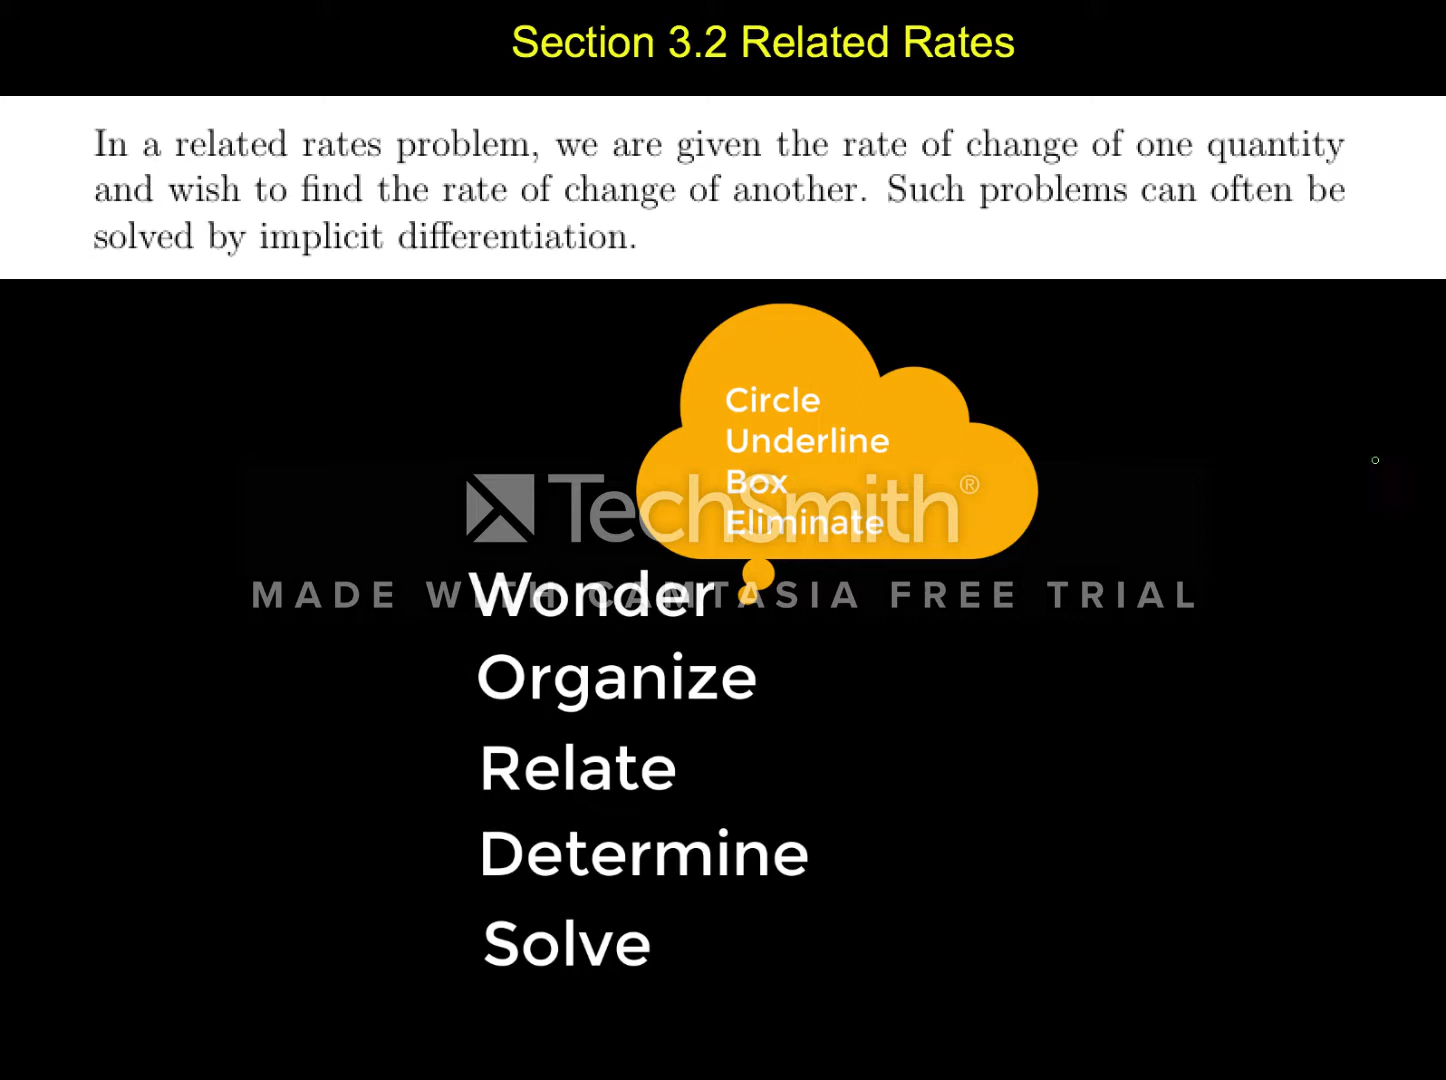 Section 3.2 Related Rates
In a related rates problem, we are given the rate of change of one quantity
and wish to find the rate of change of another. Such problems can often be
solved by implicit differentiation.
Circle
Underline
Box
Eliminate
TechSmith®
MADE WITH CAMTASIA FREE TRIAL
Wonder
Organize
Relate
Determine
Solve